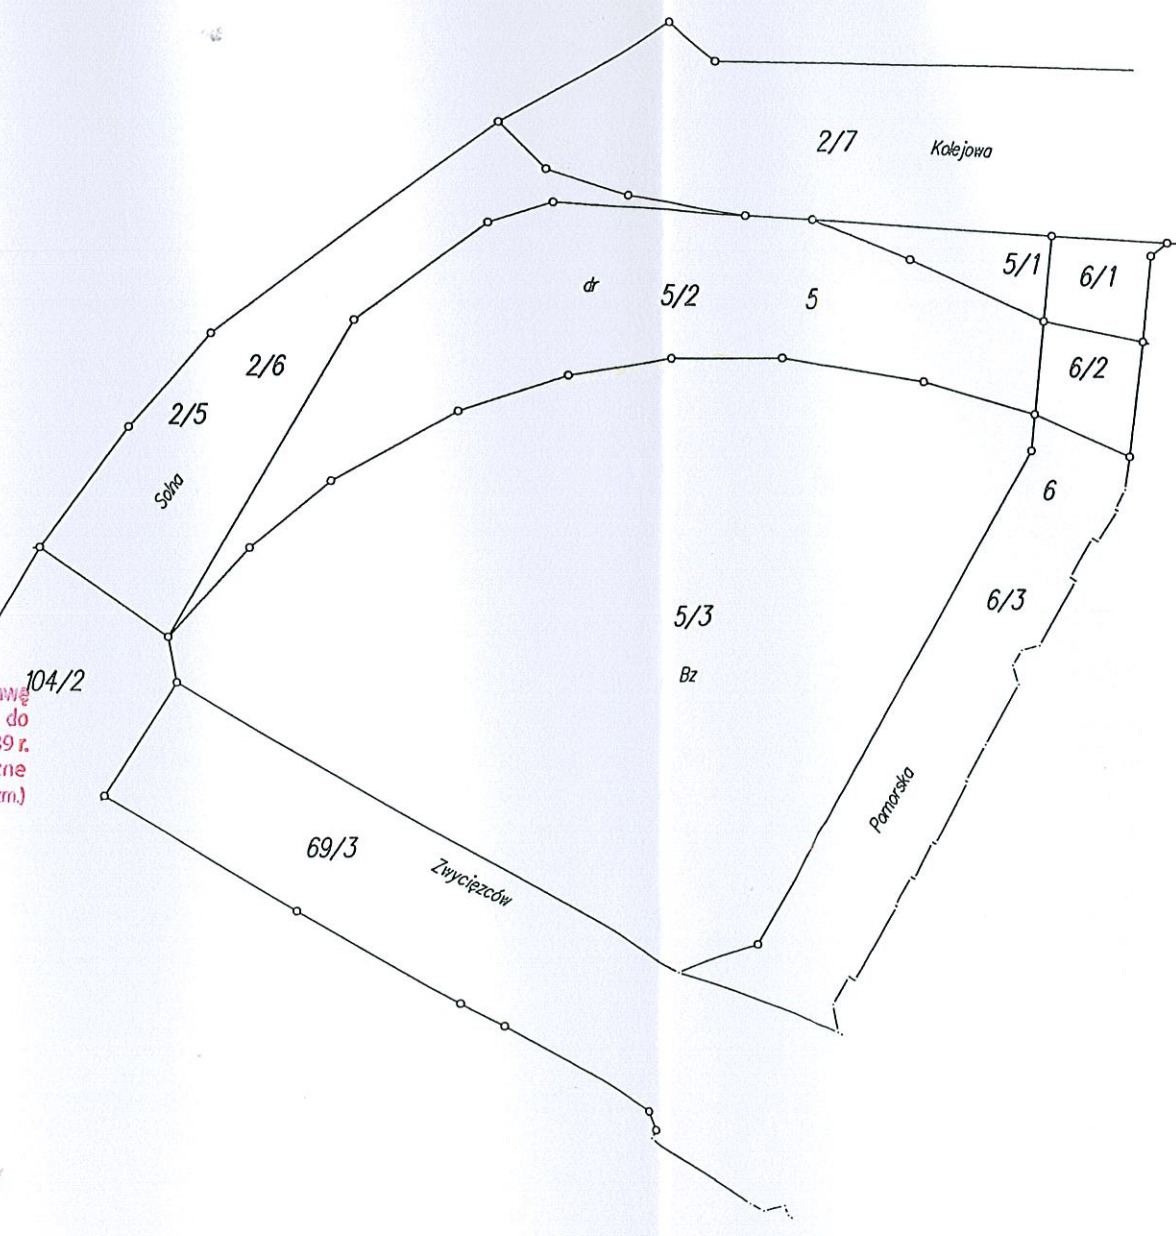 2/7 Kolejowa
5/1 6/1
dr 5/2 5
2/6 6/2
2/5
Solna
6
5/3 6/3
Bz
104/2
do
ne
Pomorska
69/3 Zwycięzców